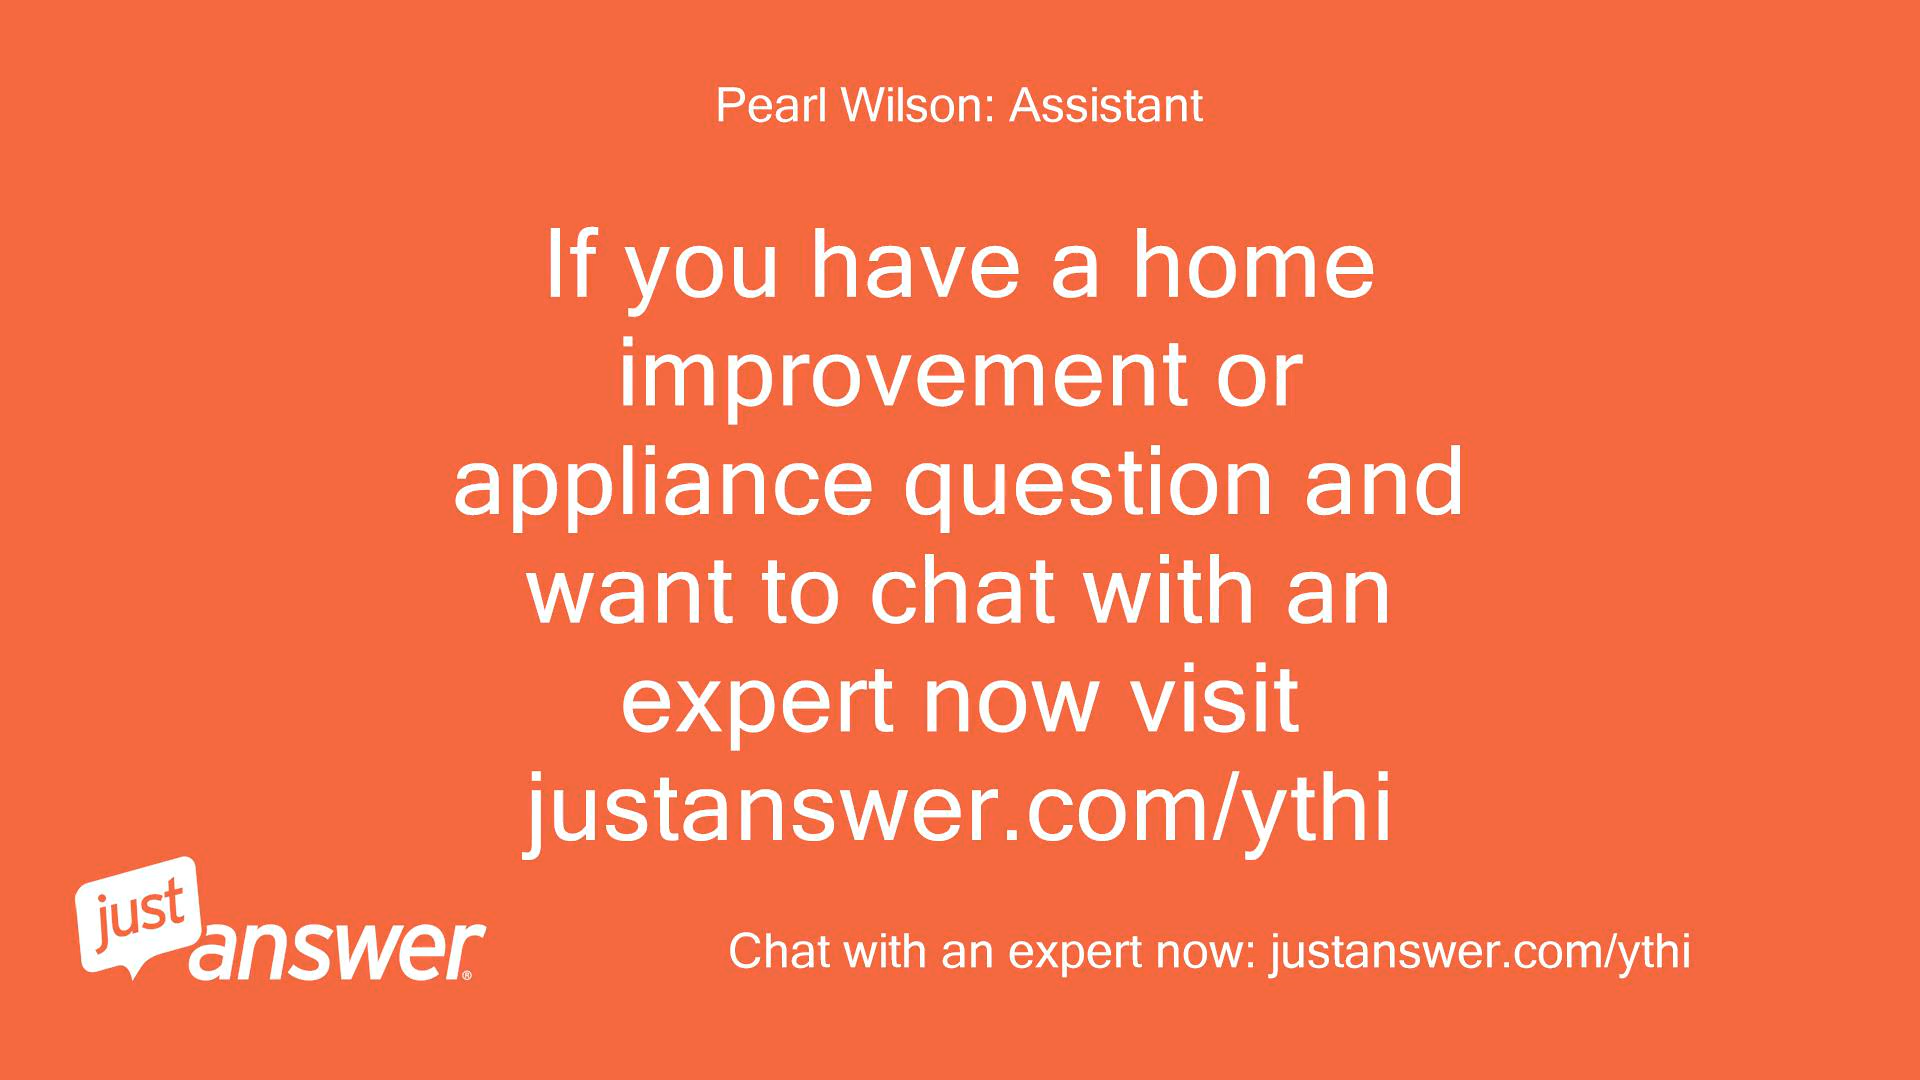 Pearl Wilson: Assistant
If you have a home
improvement or
appliance question and
want to chat with an
expert now visit
justanswer.com/ythi
just
answer®
Chat with an expert now: justanswer.com/ythi